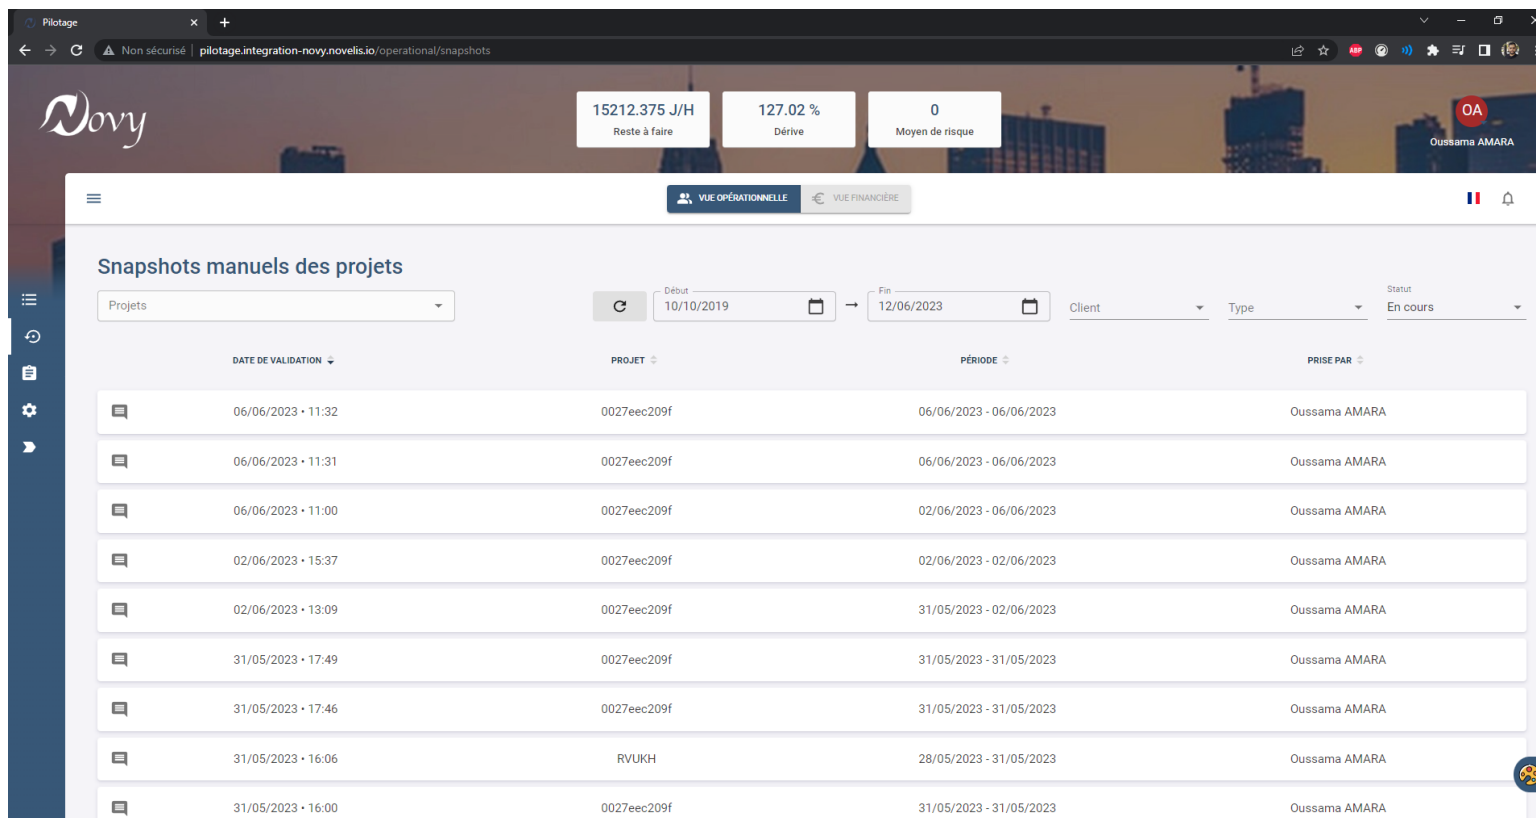 Pilotage
Non sécurisé | pilotage.integration-novy.novelis.io/operational/snapshots
ABP
Novy
15212.375 J/H
Reste à faire
127.02 %
Dérive
0
Moyen de risque
OA
Oussama AMARA
VUE OPÉRATIONNELLE
€ VUE FINANCIÈRE
Snapshots manuels des projets
Projets
Début
10/10/2019
→
Fin
12/06/2023
Client
Type
Statut
En cours
DATE DE VALIDATION PROJET PÉRIODE PRISE PAR
06/06/2023 • 11:32 0027eec209f 06/06/2023 - 06/06/2023 Oussama AMARA
06/06/2023 • 11:31 0027eec209f 06/06/2023 - 06/06/2023 Oussama AMARA
06/06/2023 • 11:00 0027eec209f 02/06/2023 - 06/06/2023 Oussama AMARA
02/06/2023 • 15:37 0027eec209f 02/06/2023 - 02/06/2023 Oussama AMARA
02/06/2023 • 13:09 0027eec209f 31/05/2023 - 02/06/2023 Oussama AMARA
31/05/2023 • 17:49 0027eec209f 31/05/2023 - 31/05/2023 Oussama AMARA
31/05/2023 • 17:46 0027eec209f 31/05/2023 - 31/05/2023 Oussama AMARA
31/05/2023 • 16:06 RVUKH 28/05/2023 - 31/05/2023 Oussama AMARA
31/05/2023 • 16:00 0027eec209f 31/05/2023 - 31/05/2023 Oussama AMARA